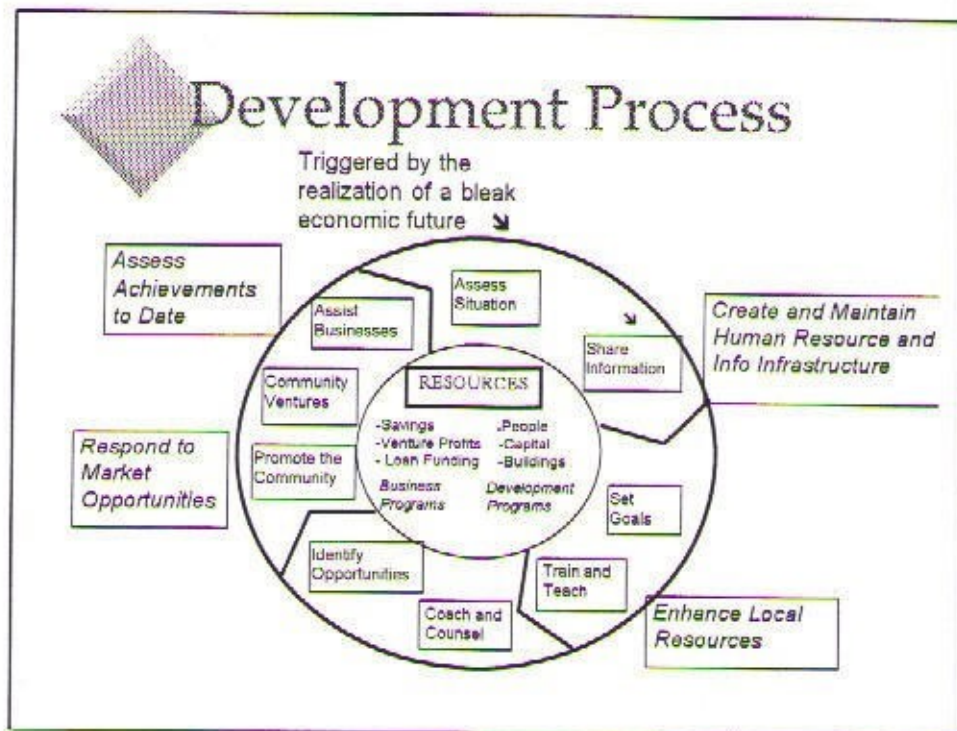 Development Process
Triggered by the
realization of a bleak
economic future
Assess
Achievements
to Date
Assess
Situation
Assist
Businesses
Share
Information
Create and Maintain
Human Resource and
Info Infrastructure
Community
Ventures
RESOURCES
-Savings
-Venture Profits
- Loan Funding
Business
Programs
-People
-Capital
-Buildings
Development
Programs
Respond to
Market
Opportunities
Promote the
Community
Set
Goals
Identify
Opportunities
Train and
Teach
Coach and
Counsel
Enhance Local
Resources